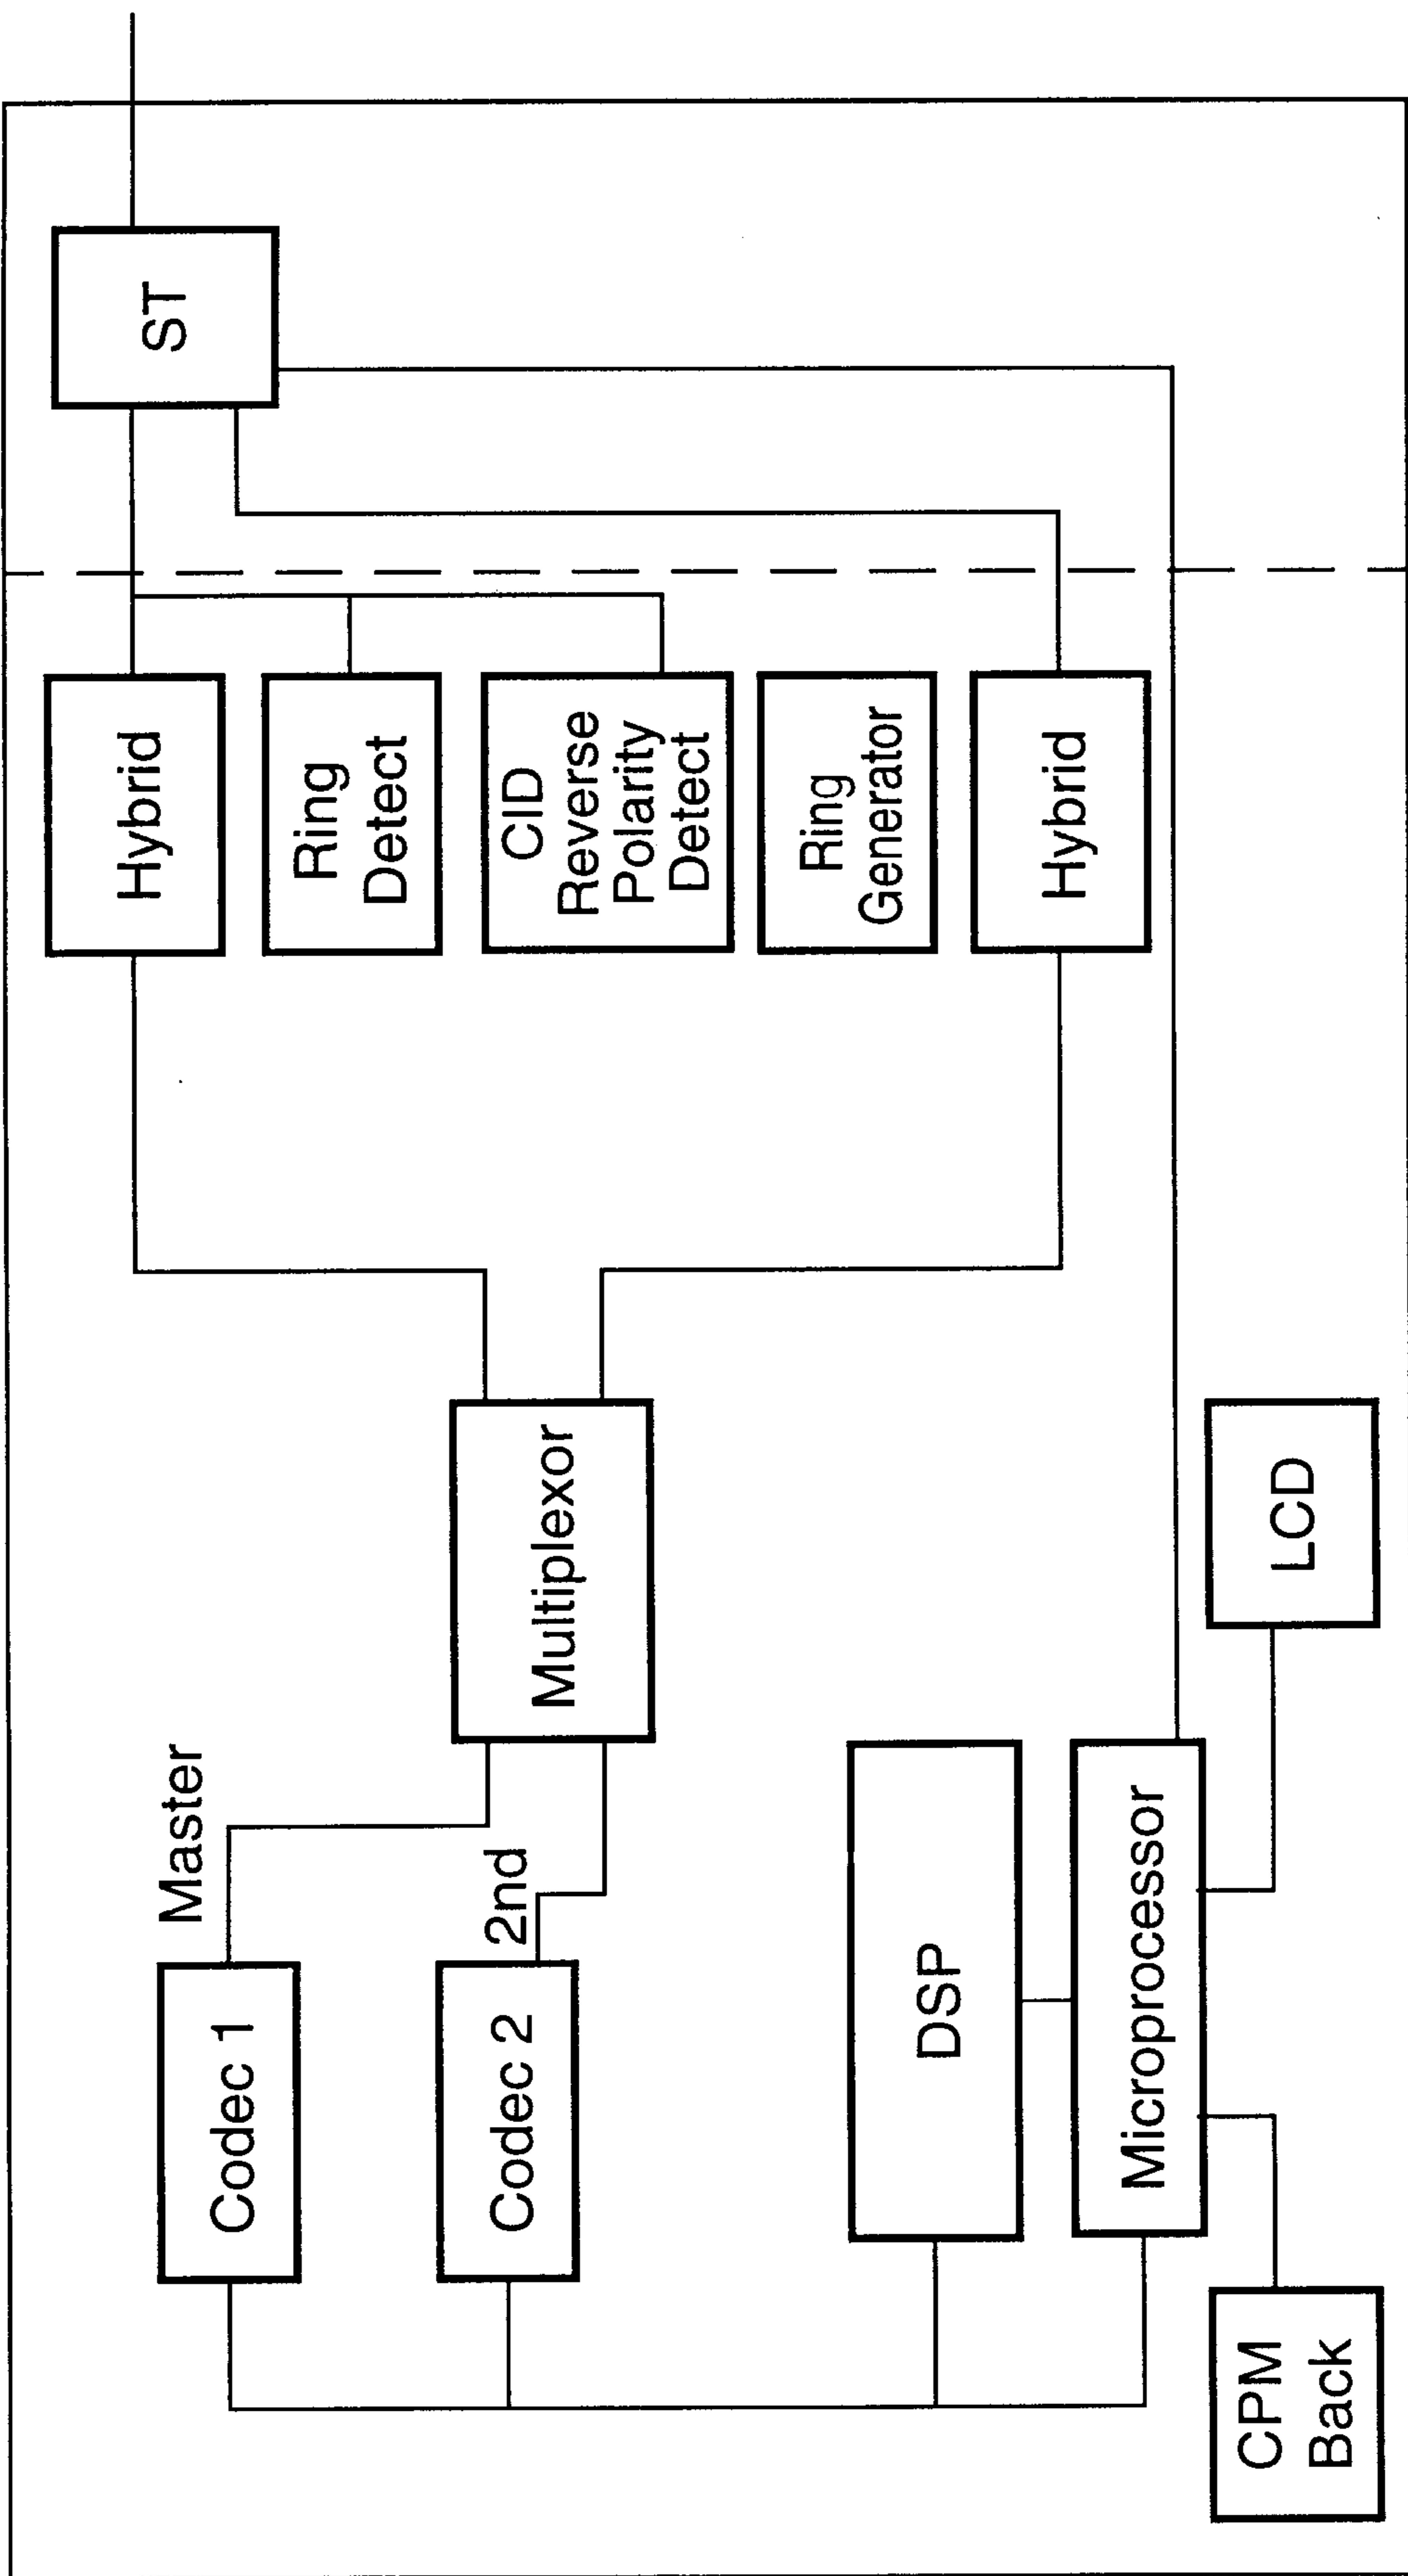 Master
Codec 1
2nd
Codec 2
Multiplexor
DSP
Microprocessor
CPM
Back
LCD
Hybrid
Ring
Detect
CID
Reverse
Polarity
Detect
Ring
Generator
Hybrid
ST